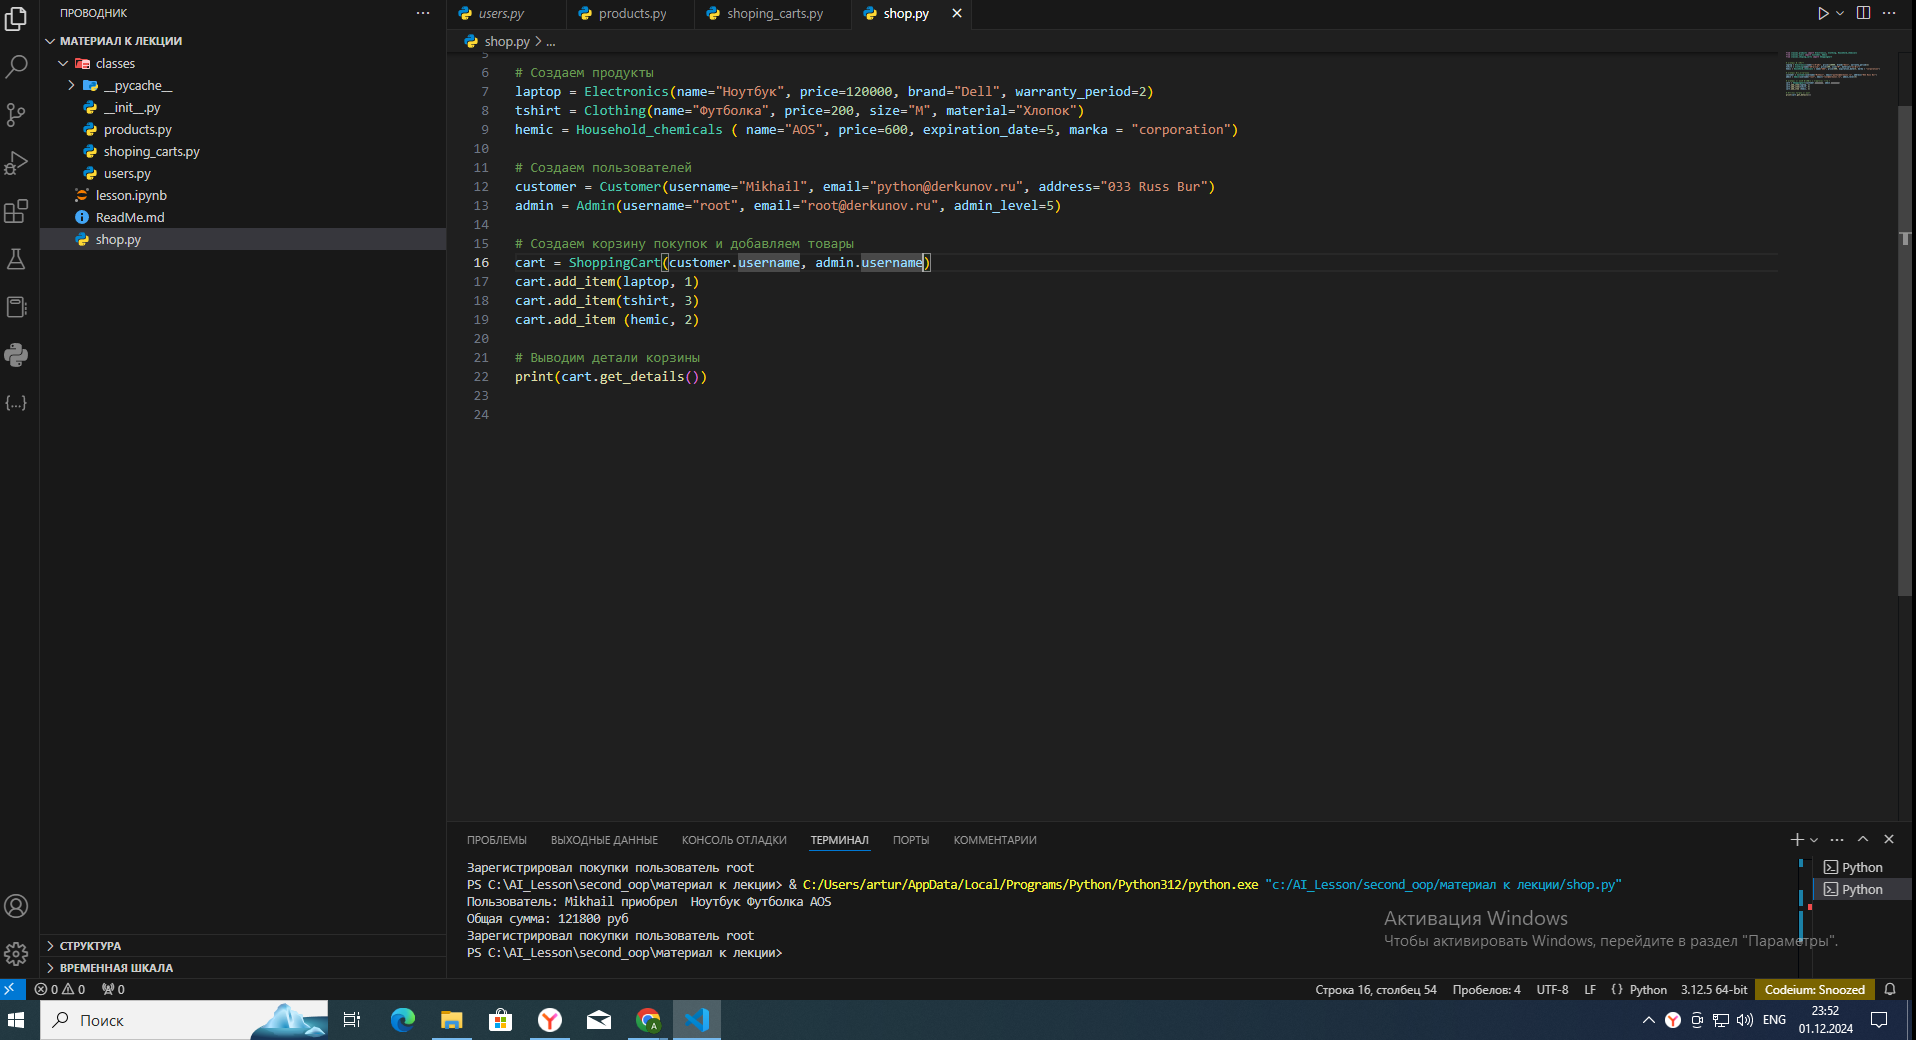 ПРОВОДНИК
users.py
products.py
shoping_carts.py
shop.py
МАТЕРИАЛ К ЛЕКЦИИ
classes
__pycache__
__init__.py
products.py
shoping_carts.py
users.py
lesson.ipynb
ReadMe.md
shop.py
shop.py > ...
5
6 # Создаем продукты
7 laptop = Electronics(name="Ноутбук", price=120000, brand="Dell", warranty_period=2)
8 tshirt = Clothing(name="Футболка", price=200, size="M", material="Хлопок")
9 hemic = Household_chemicals ( name="AOS", price=600, expiration_date=5, marka = "corporation")
10
11 # Создаем пользователей
12 customer = Customer(username="Mikhail", email="python@derkunov.ru", address="033 Russ Bur")
13 admin = Admin(username="root", email="root@derkunov.ru", admin_level=5)
14
15 # Создаем корзину покупок и добавляем товары
16 cart = ShoppingCart(customer.username, admin.username)
17 cart.add_item(laptop, 1)
18 cart.add_item(tshirt, 3)
19 cart.add_item (hemic, 2)
20
21 # Выводим детали корзины
22 print(cart.get_details())
23
24
ПРОБЛЕМЫ ВЫХОДНЫЕ ДАННЫЕ КОНСОЛЬ ОТЛАДКИ ТЕРМИНАЛ ПОРТЫ КОММЕНТАРИИ
Зарегистрировал покупки пользователь root
PS C:\AI_Lesson\second_oop\материал к лекции> & C:/Users/artur/AppData/Local/Programs/Python/Python312/python.exe "c:/AI_Lesson/second_oop/материал к лекции/shop.py"
Пользователь: Mikhail приобрел  Ноутбук Футболка AOS
Общая сумма: 121800 руб
Зарегистрировал покупки пользователь root
PS C:\AI_Lesson\second_oop\материал к лекции>
Python
Python
Активация Windows
Чтобы активировать Windows, перейдите в раздел "Параметры".
СТРУКТУРА
ВРЕМЕННАЯ ШКАЛА
0 0 0
Строка 16, столбец 54 Пробелов: 4 UTF-8 LF {} Python 3.12.5 64-bit Codeium: Snoozed
Поиск
ENG
23:52
01.12.2024